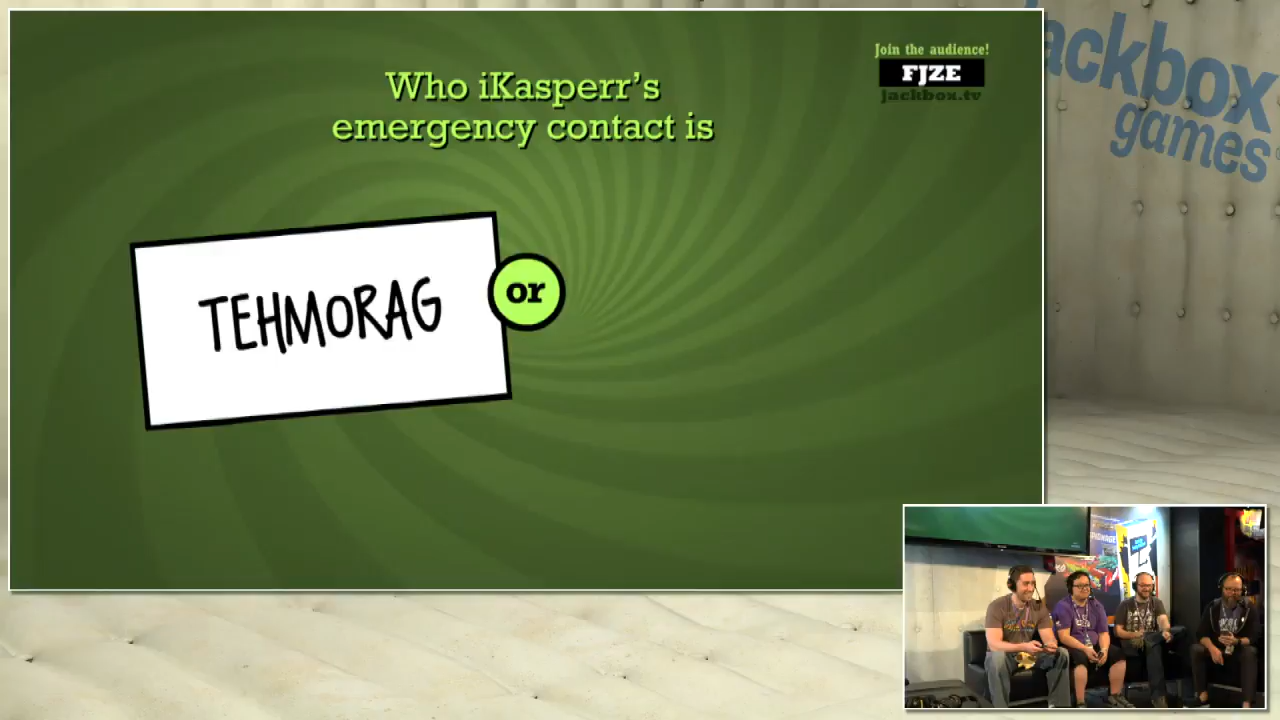 Join the audience!
FJZE
jackbox.tv
Who iKasperr's
emergency contact is
TEHMORAG
or
jackbox
games